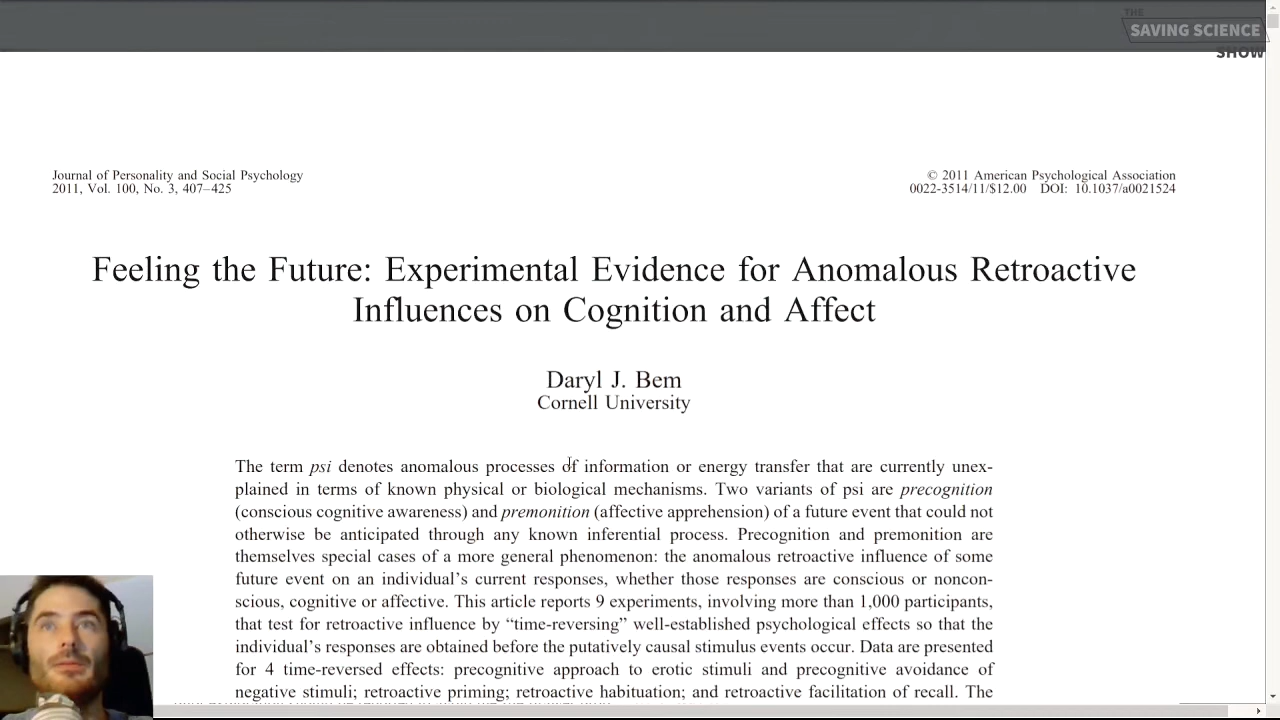 THE
SAVING SCIENCE
SHOW
Journal of Personality and Social Psychology
2011, Vol. 100, No. 3, 407–425
© 2011 American Psychological Association
0022-3514/11/$12.00 DOI: 10.1037/a0021524
Feeling the Future: Experimental Evidence for Anomalous Retroactive
Influences on Cognition and Affect
Daryl J. Bem
Cornell University
The term psi denotes anomalous processes of information or energy transfer that are currently unex-
plained in terms of known physical or biological mechanisms. Two variants of psi are precognition
(conscious cognitive awareness) and premonition (affective apprehension) of a future event that could not
otherwise be anticipated through any known inferential process. Precognition and premonition are
themselves special cases of a more general phenomenon: the anomalous retroactive influence of some
future event on an individual's current responses, whether those responses are conscious or noncon-
scious, cognitive or affective. This article reports 9 experiments, involving more than 1,000 participants,
that test for retroactive influence by “time-reversing” well-established psychological effects so that the
individual's responses are obtained before the putatively causal stimulus events occur. Data are presented
for 4 time-reversed effects: precognitive approach to erotic stimuli and precognitive avoidance of
negative stimuli; retroactive priming; retroactive habituation; and retroactive facilitation of recall. The